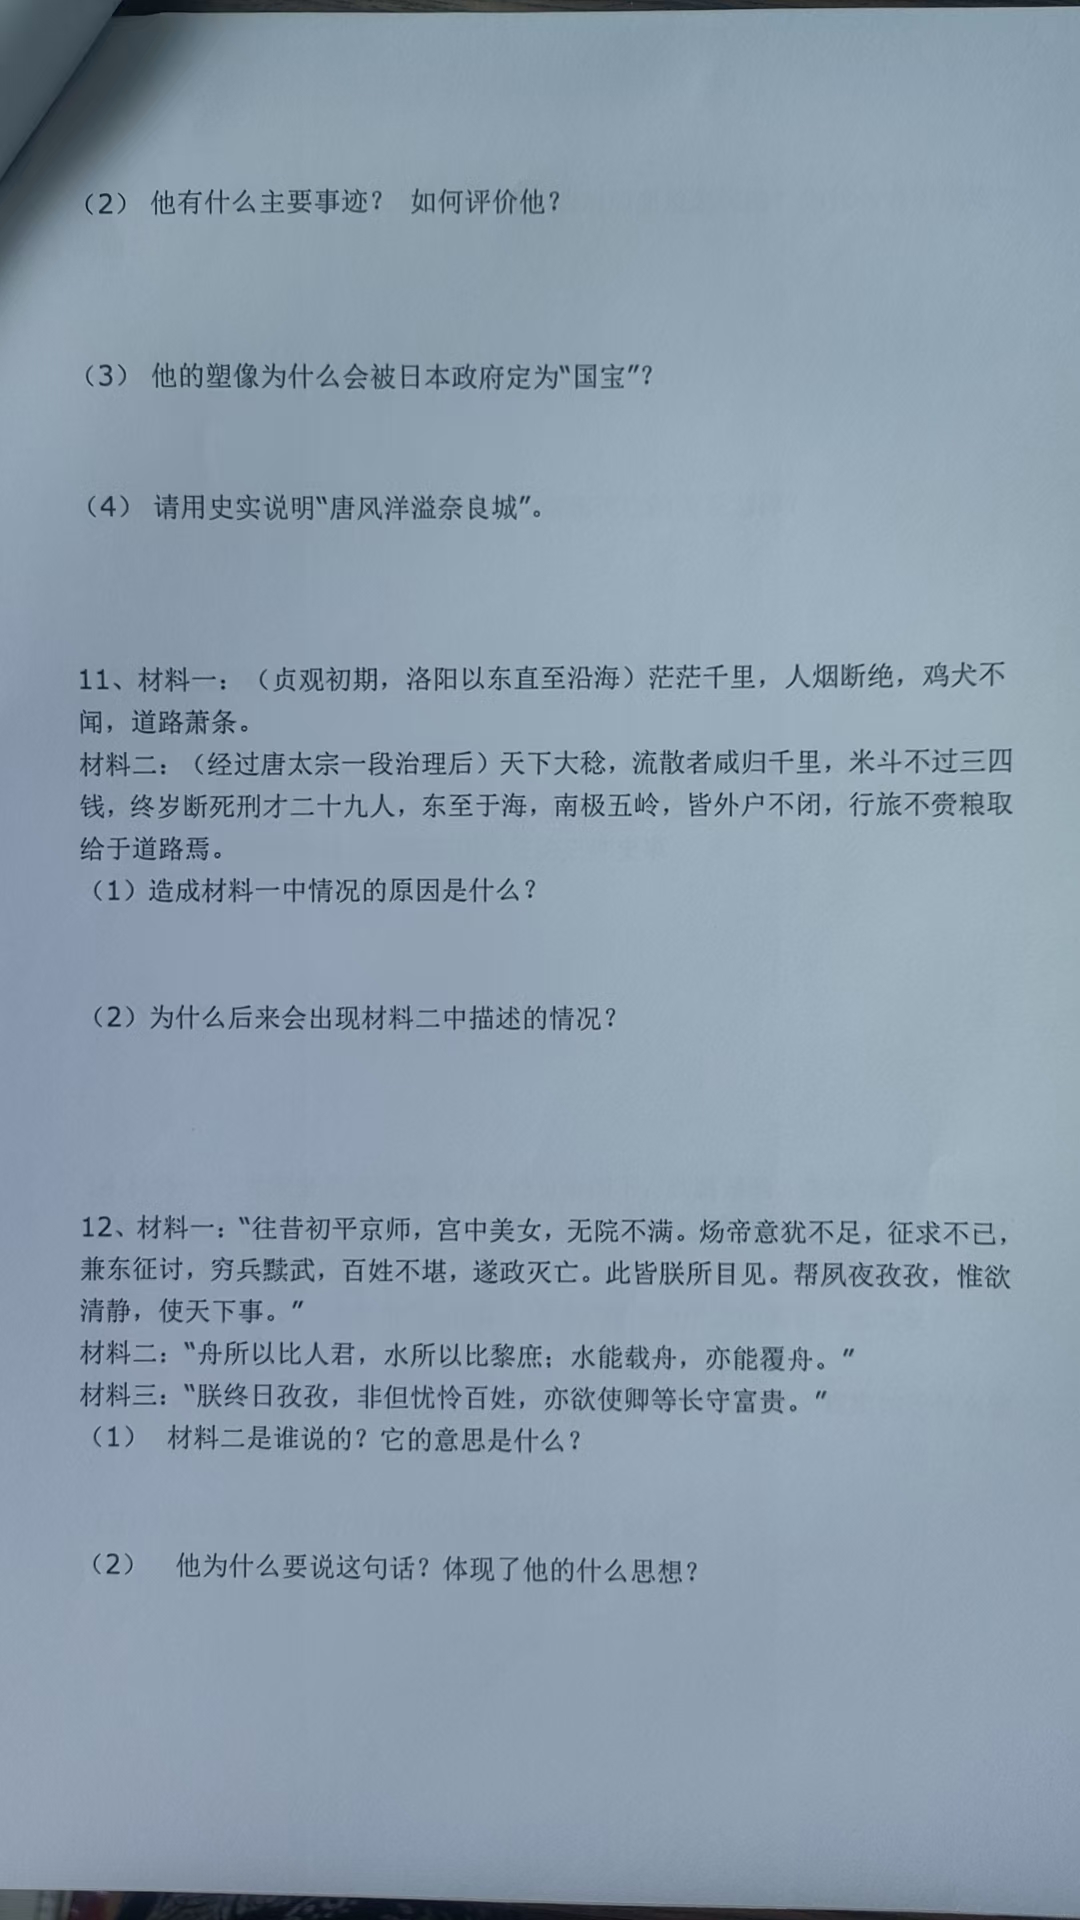 （2） 他有什么主要事迹？ 如何评价他？
（3） 他的塑像为什么会被日本政府定为“国宝”？
（4） 请用史实说明“唐风洋溢奈良城”。
11、材料一：（贞观初期，洛阳以东直至沿海）茫茫千里，人烟断绝，鸡犬不
闻，道路萧条。
材料二：（经过唐太宗一段治理后）天下大稔，流散者咸归千里，米斗不过三四
钱，终岁断死刑才二十九人，东至于海，南极五岭，皆外户不闭，行旅不赍粮取
给于道路焉。
（1）造成材料一中情况的原因是什么？
（2）为什么后来会出现材料二中描述的情况？
12、材料一：“往昔初平京师，宫中美女，无院不满。炀帝意犹不足，征求不已，
兼东征讨，穷兵黩武，百姓不堪，遂政灭亡。此皆朕所目见。帮夙夜孜孜，惟欲
清静，使天下事。”
材料二：“舟所以比人君，水所以比黎庶；水能载舟，亦能覆舟。”
材料三：“朕终日孜孜，非但忧怜百姓，亦欲使卿等长守富贵。”
（1） 材料二是谁说的？它的意思是什么？
（2） 他为什么要说这句话？体现了他的什么思想？